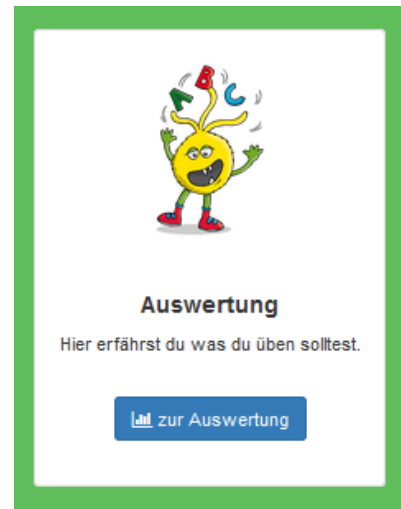 A B C
Auswertung
Hier erfährst du was du üben solltest.
zur Auswertung